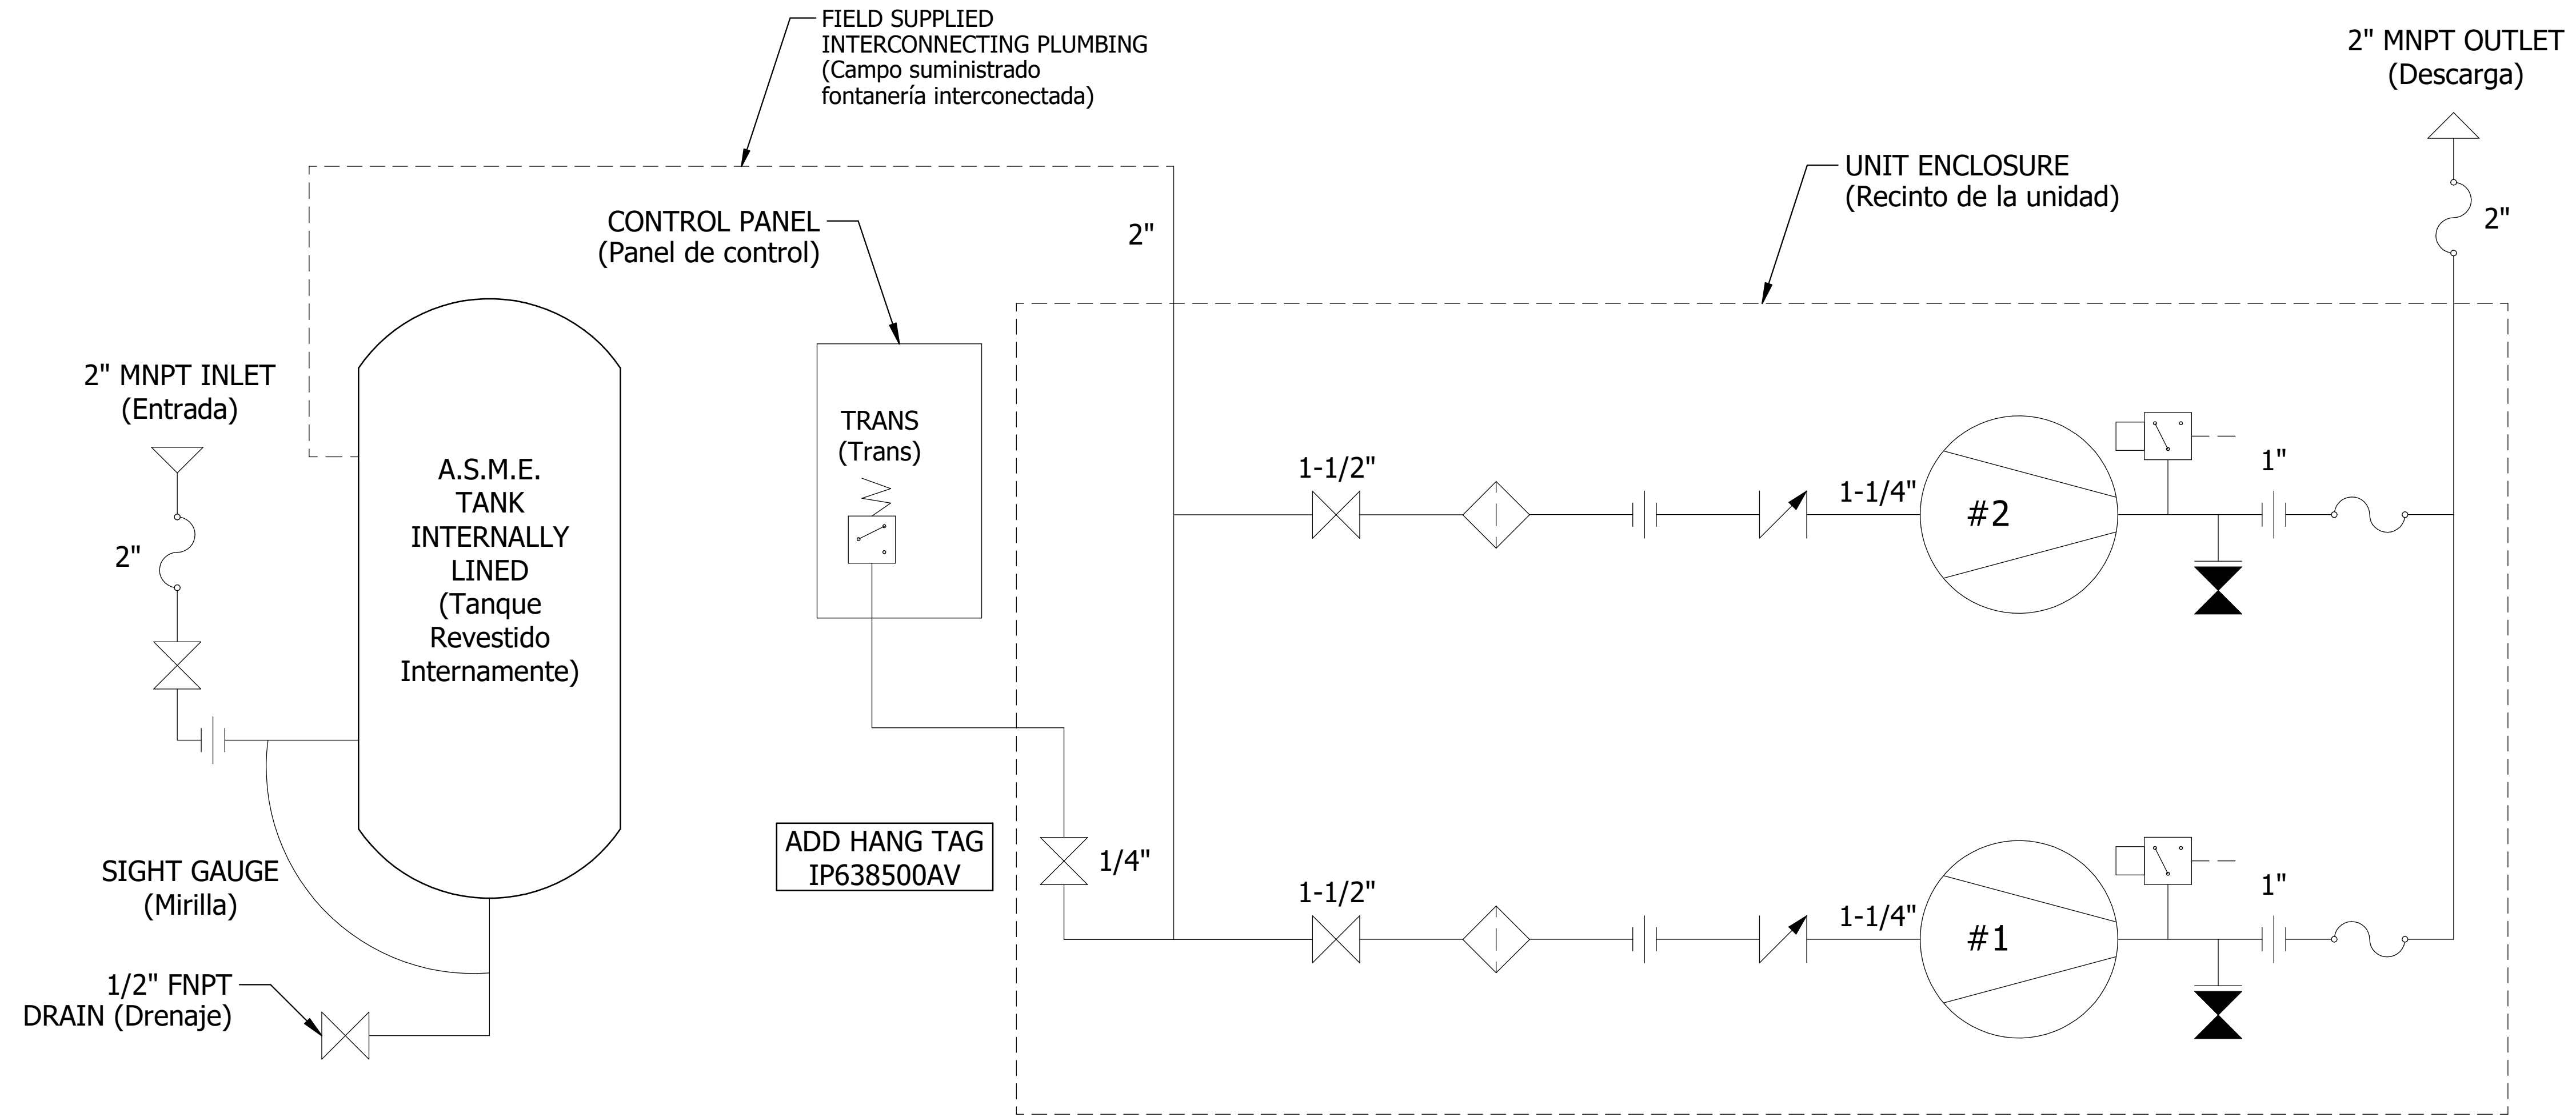 FIELD SUPPLIED
INTERCONNECTING PLUMBING
(Campo suministrado
fontanería interconectada)
2" MNPT OUTLET
(Descarga)
UNIT ENCLOSURE
(Recinto de la unidad)
CONTROL PANEL
(Panel de control)
2"
2"
2" MNPT INLET
(Entrada)
2"
A.S.M.E.
TANK
INTERNALLY
LINED
(Tanque
Revestido
Internamente)
TRANS
(Trans)
1-1/2"
1-1/4"
#2
1"
SIGHT GAUGE
(Mirilla)
ADD HANG TAG
IP638500AV
1/4"
1-1/2"
1-1/4"
#1
1"
1/2" FNPT
DRAIN (Drenaje)